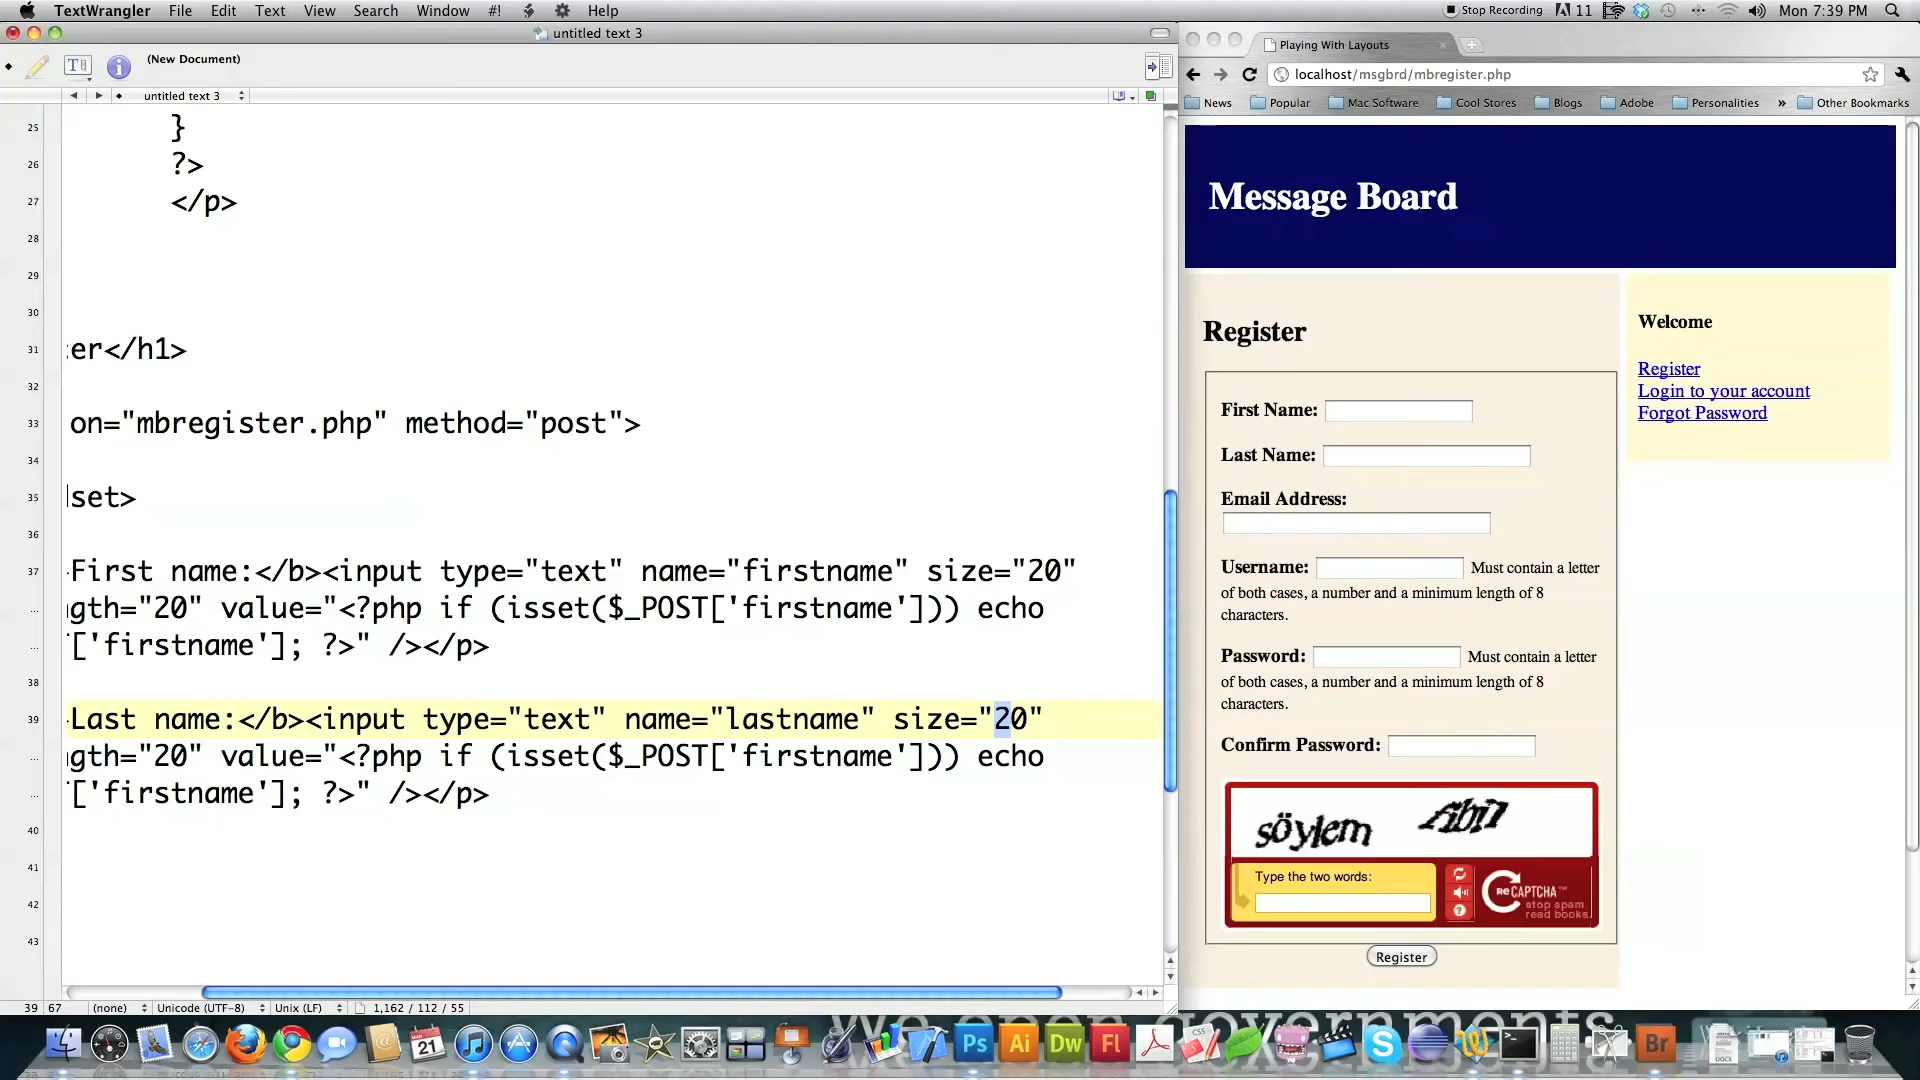 TextWrangler File Edit Text View Search Window #! Help Stop Recording 11 Mon 7:39 PM
untitled text 3
(New Document)
untitled text 3
25 }
26 ?>
27 </p>
28
29
30
31 er</h1>
32
33 on="mbregister.php" method="post">
34
35 set>
36
37 First name:</b><input type="text" name="firstname" size="20"
gth="20" value="<?php if (isset($_POST['firstname'])) echo
['firstname']; ?>" /></p>
38
39 Last name:</b><input type="text" name="lastname" size="20"
gth="20" value="<?php if (isset($_POST['firstname'])) echo
['firstname']; ?>" /></p>
40
41
42
43
39 67 (none) Unicode (UTF-8) Unix (LF) 1,162 / 112 / 55
Playing With Layouts
localhost/msgbrd/mbregister.php
News Popular Mac Software Cool Stores Blogs Adobe Personalities » Other Bookmarks
Message Board
Register
First Name:
Last Name:
Email Address:
Username: Must contain a letter
of both cases, a number and a minimum length of 8
characters.
Password: Must contain a letter
of both cases, a number and a minimum length of 8
characters.
Confirm Password:
söylem
Type the two words:
reCAPTCHA™
stop spam.
read books.
Register
Welcome
Register
Login to your account
Forgot Password
21 Ps Ai Dw Fl Br